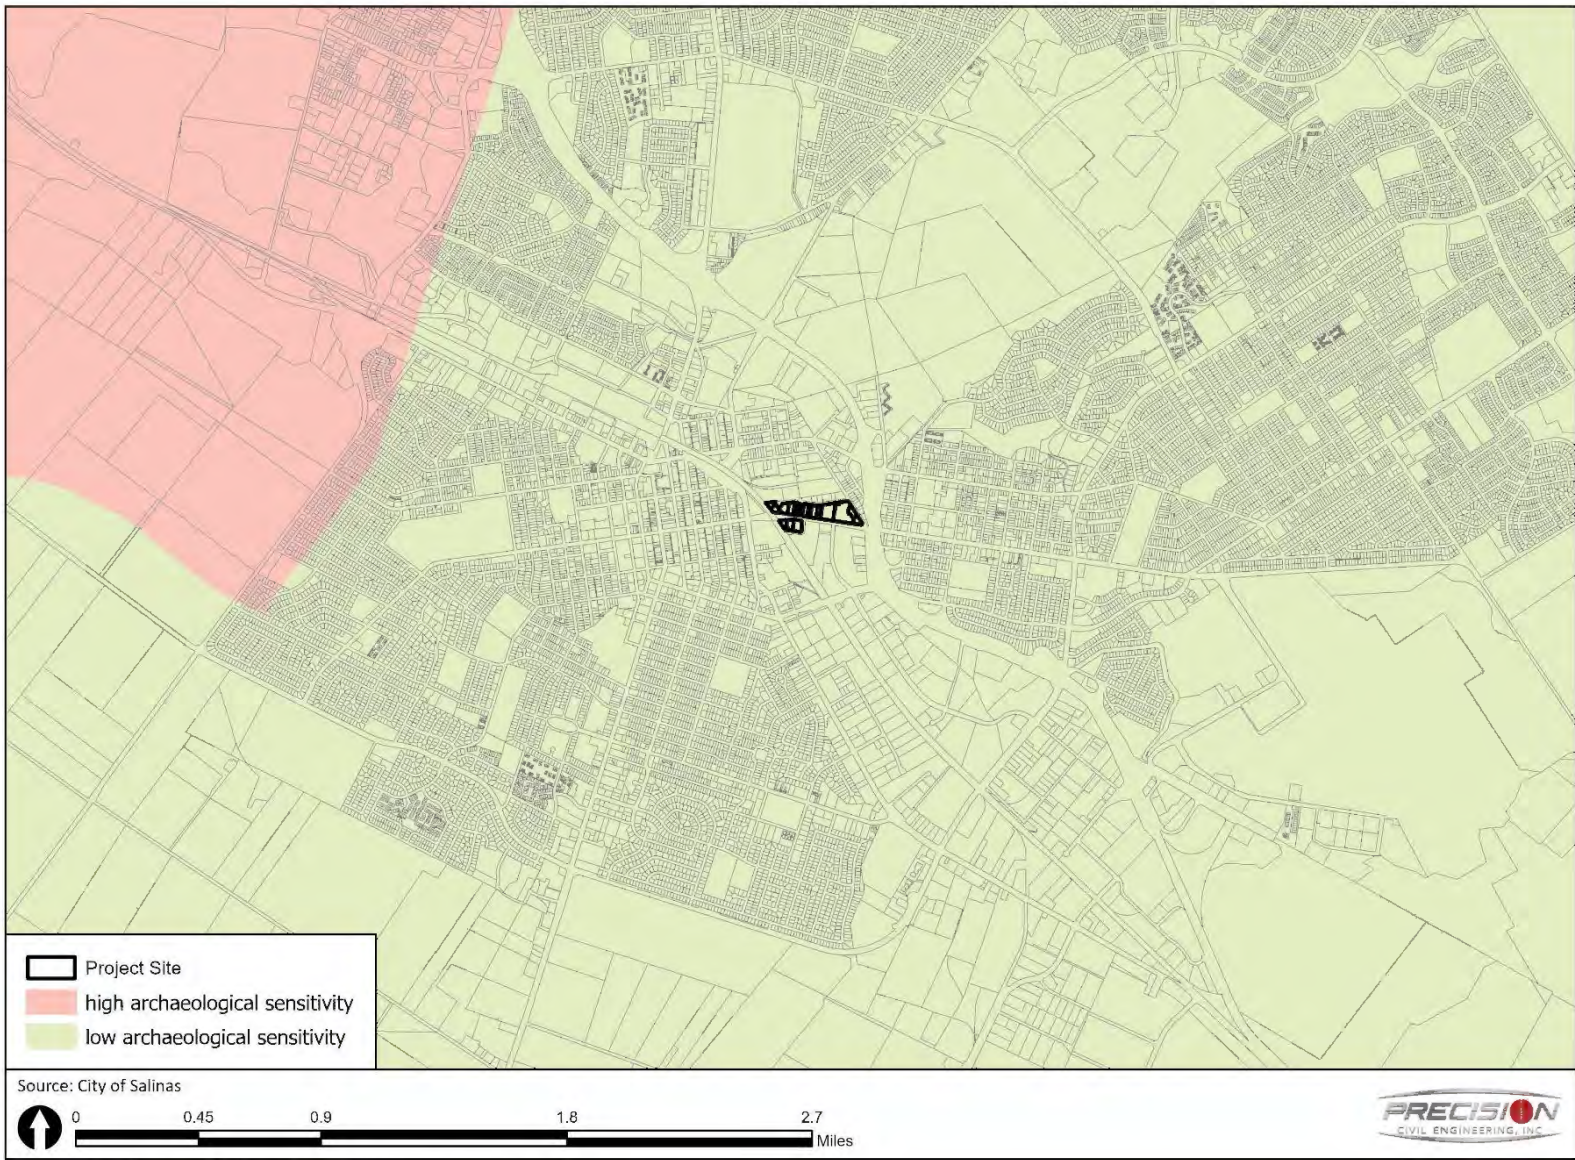 Project Site
high archaeological sensitivity
low archaeological sensitivity
Source: City of Salinas
0 0.45 0.9 1.8 2.7
Miles
PRECISION
CIVIL ENGINEERING, INC.